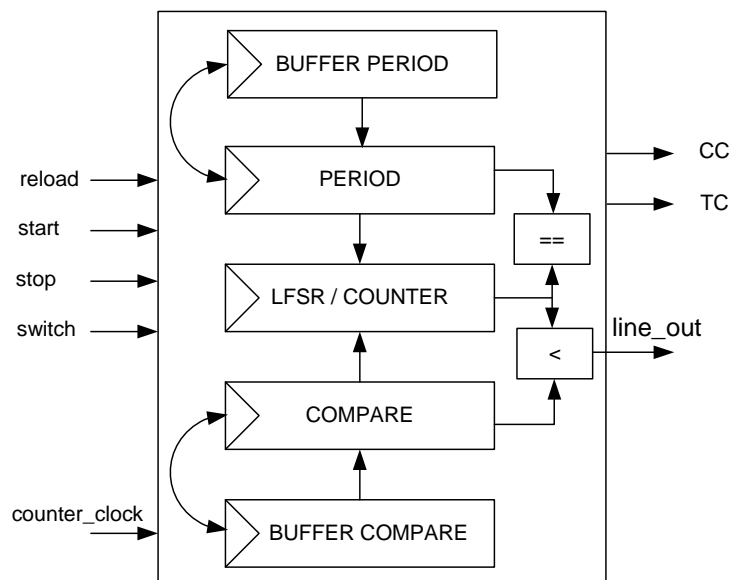 BUFFER PERIOD
CC
PERIOD
reload
TC
start
==
stop
LFSR / COUNTER
switch
line_out
<
COMPARE
counter_clock
BUFFER COMPARE